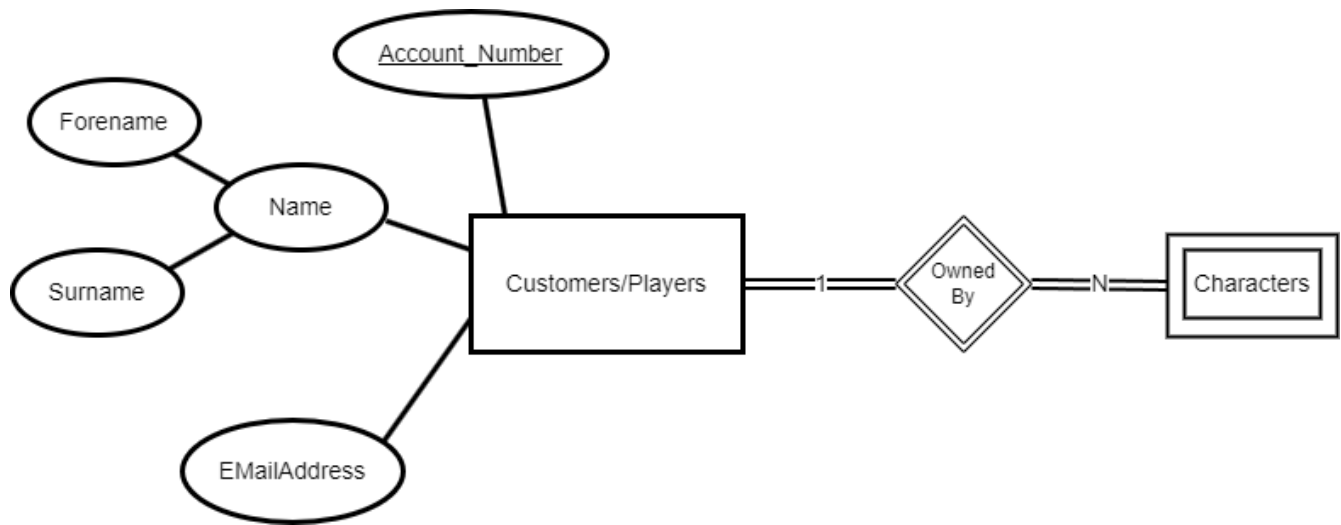 Account_Number
Forename
Name
Surname
Customers/Players
1
Owned
By
N
Characters
EMailAddress